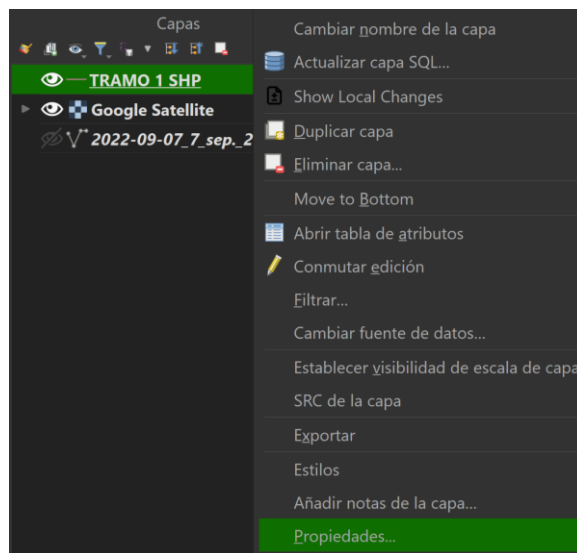 Capas
TRAMO 1 SHP
Google Satellite
2022-09-07_7_sep._2
Cambiar nombre de la capa
Actualizar capa SQL...
Show Local Changes
Duplicar capa
Eliminar capa...
Move to Bottom
Abrir tabla de atributos
Conmutar edición
Filtrar...
Cambiar fuente de datos...
Establecer visibilidad de escala de capa
SRC de la capa
Exportar
Estilos
Añadir notas de la capa...
Propiedades...